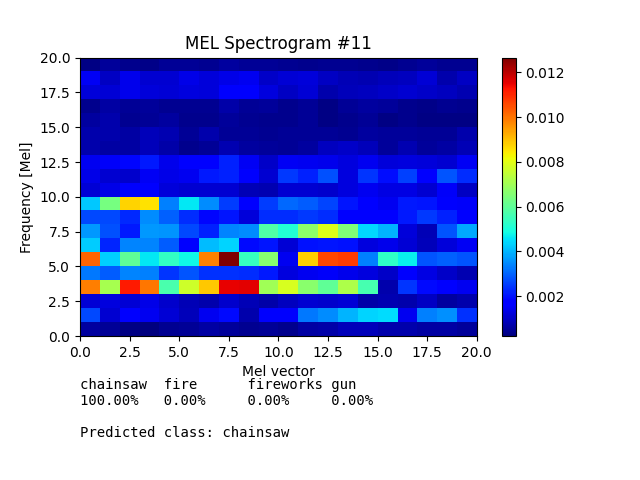 MEL Spectrogram #11
20.0
17.5
15.0
12.5
10.0
7.5
5.0
2.5
0.0
Frequency [Mel]
0.0 2.5 5.0 7.5 10.0 12.5 15.0 17.5 20.0
Mel vector
0.012
0.010
0.008
0.006
0.004
0.002
chainsaw fire fireworks gun
100.00% 0.00% 0.00% 0.00%
Predicted class: chainsaw